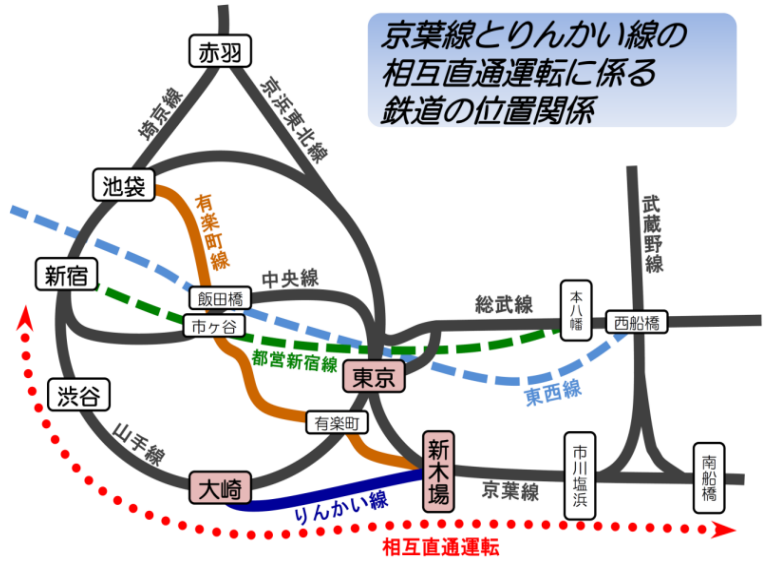 京葉線とりんかい線の
相互直通運転に係る
鉄道の位置関係
赤羽
埼京線
京浜東北線
池袋
有楽町線
武蔵野線
新宿
中央線
飯田橋
市ヶ谷
総武線
本八幡
西船橋
都営新宿線
東京
東西線
渋谷
有楽町
山手線
新木場
大崎
りんかい線
京葉線
市川塩浜
南船橋
相互直通運転